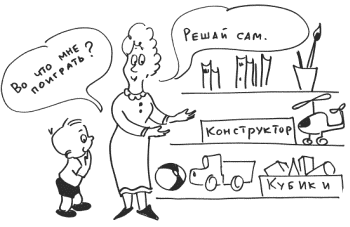 Во что мне
поиграть?
Решай сам.
Конструктор
Кубики